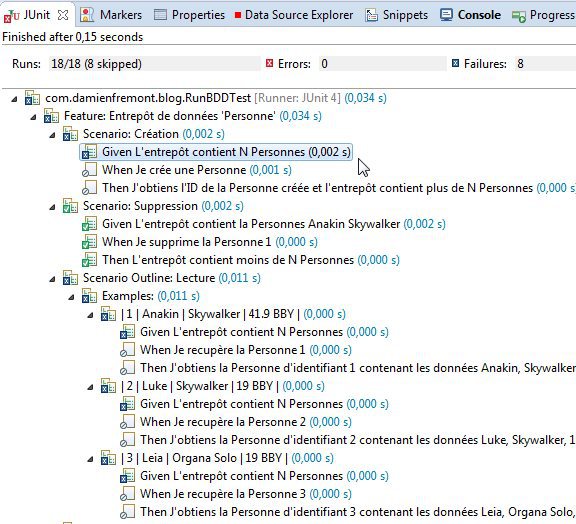 JUnit Markers Properties Data Source Explorer Snippets Console Progress
Finished after 0,15 seconds
Runs: 18/18 (8 skipped) Errors: 0 Failures: 8
com.damienfremont.blog.RunBDDTest [Runner: JUnit 4] (0,034 s)
Feature: Entrepôt de données 'Personne' (0,034 s)
Scenario: Création (0,002 s)
Given L'entrepôt contient N Personnes (0,002 s)
When Je crée une Personne (0,001 s)
Then J'obtiens l'ID de la Personne créée et l'entrepôt contient plus de N Personnes (0,000 s)
Scenario: Suppression (0,002 s)
Given L'entrepôt contient la Personnes Anakin Skywalker (0,002 s)
When Je supprime la Personne 1 (0,000 s)
Then L'entrepôt contient moins de N Personnes (0,000 s)
Scenario Outline: Lecture (0,011 s)
Examples: (0,011 s)
| 1 | Anakin | Skywalker | 41.9 BBY | (0,000 s)
Given L'entrepôt contient N Personnes (0,000 s)
When Je recupère la Personne 1 (0,000 s)
Then J'obtiens la Personne d'identifiant 1 contenant les données Anakin, Skywalker
| 2 | Luke | Skywalker | 19 BBY | (0,000 s)
Given L'entrepôt contient N Personnes (0,000 s)
When Je recupère la Personne 2 (0,000 s)
Then J'obtiens la Personne d'identifiant 2 contenant les données Luke, Skywalker, 1
| 3 | Leia | Organa Solo | 19 BBY | (0,000 s)
Given L'entrepôt contient N Personnes (0,000 s)
When Je recupère la Personne 3 (0,000 s)
Then J'obtiens la Personne d'identifiant 3 contenant les données Leia, Organa Solo,